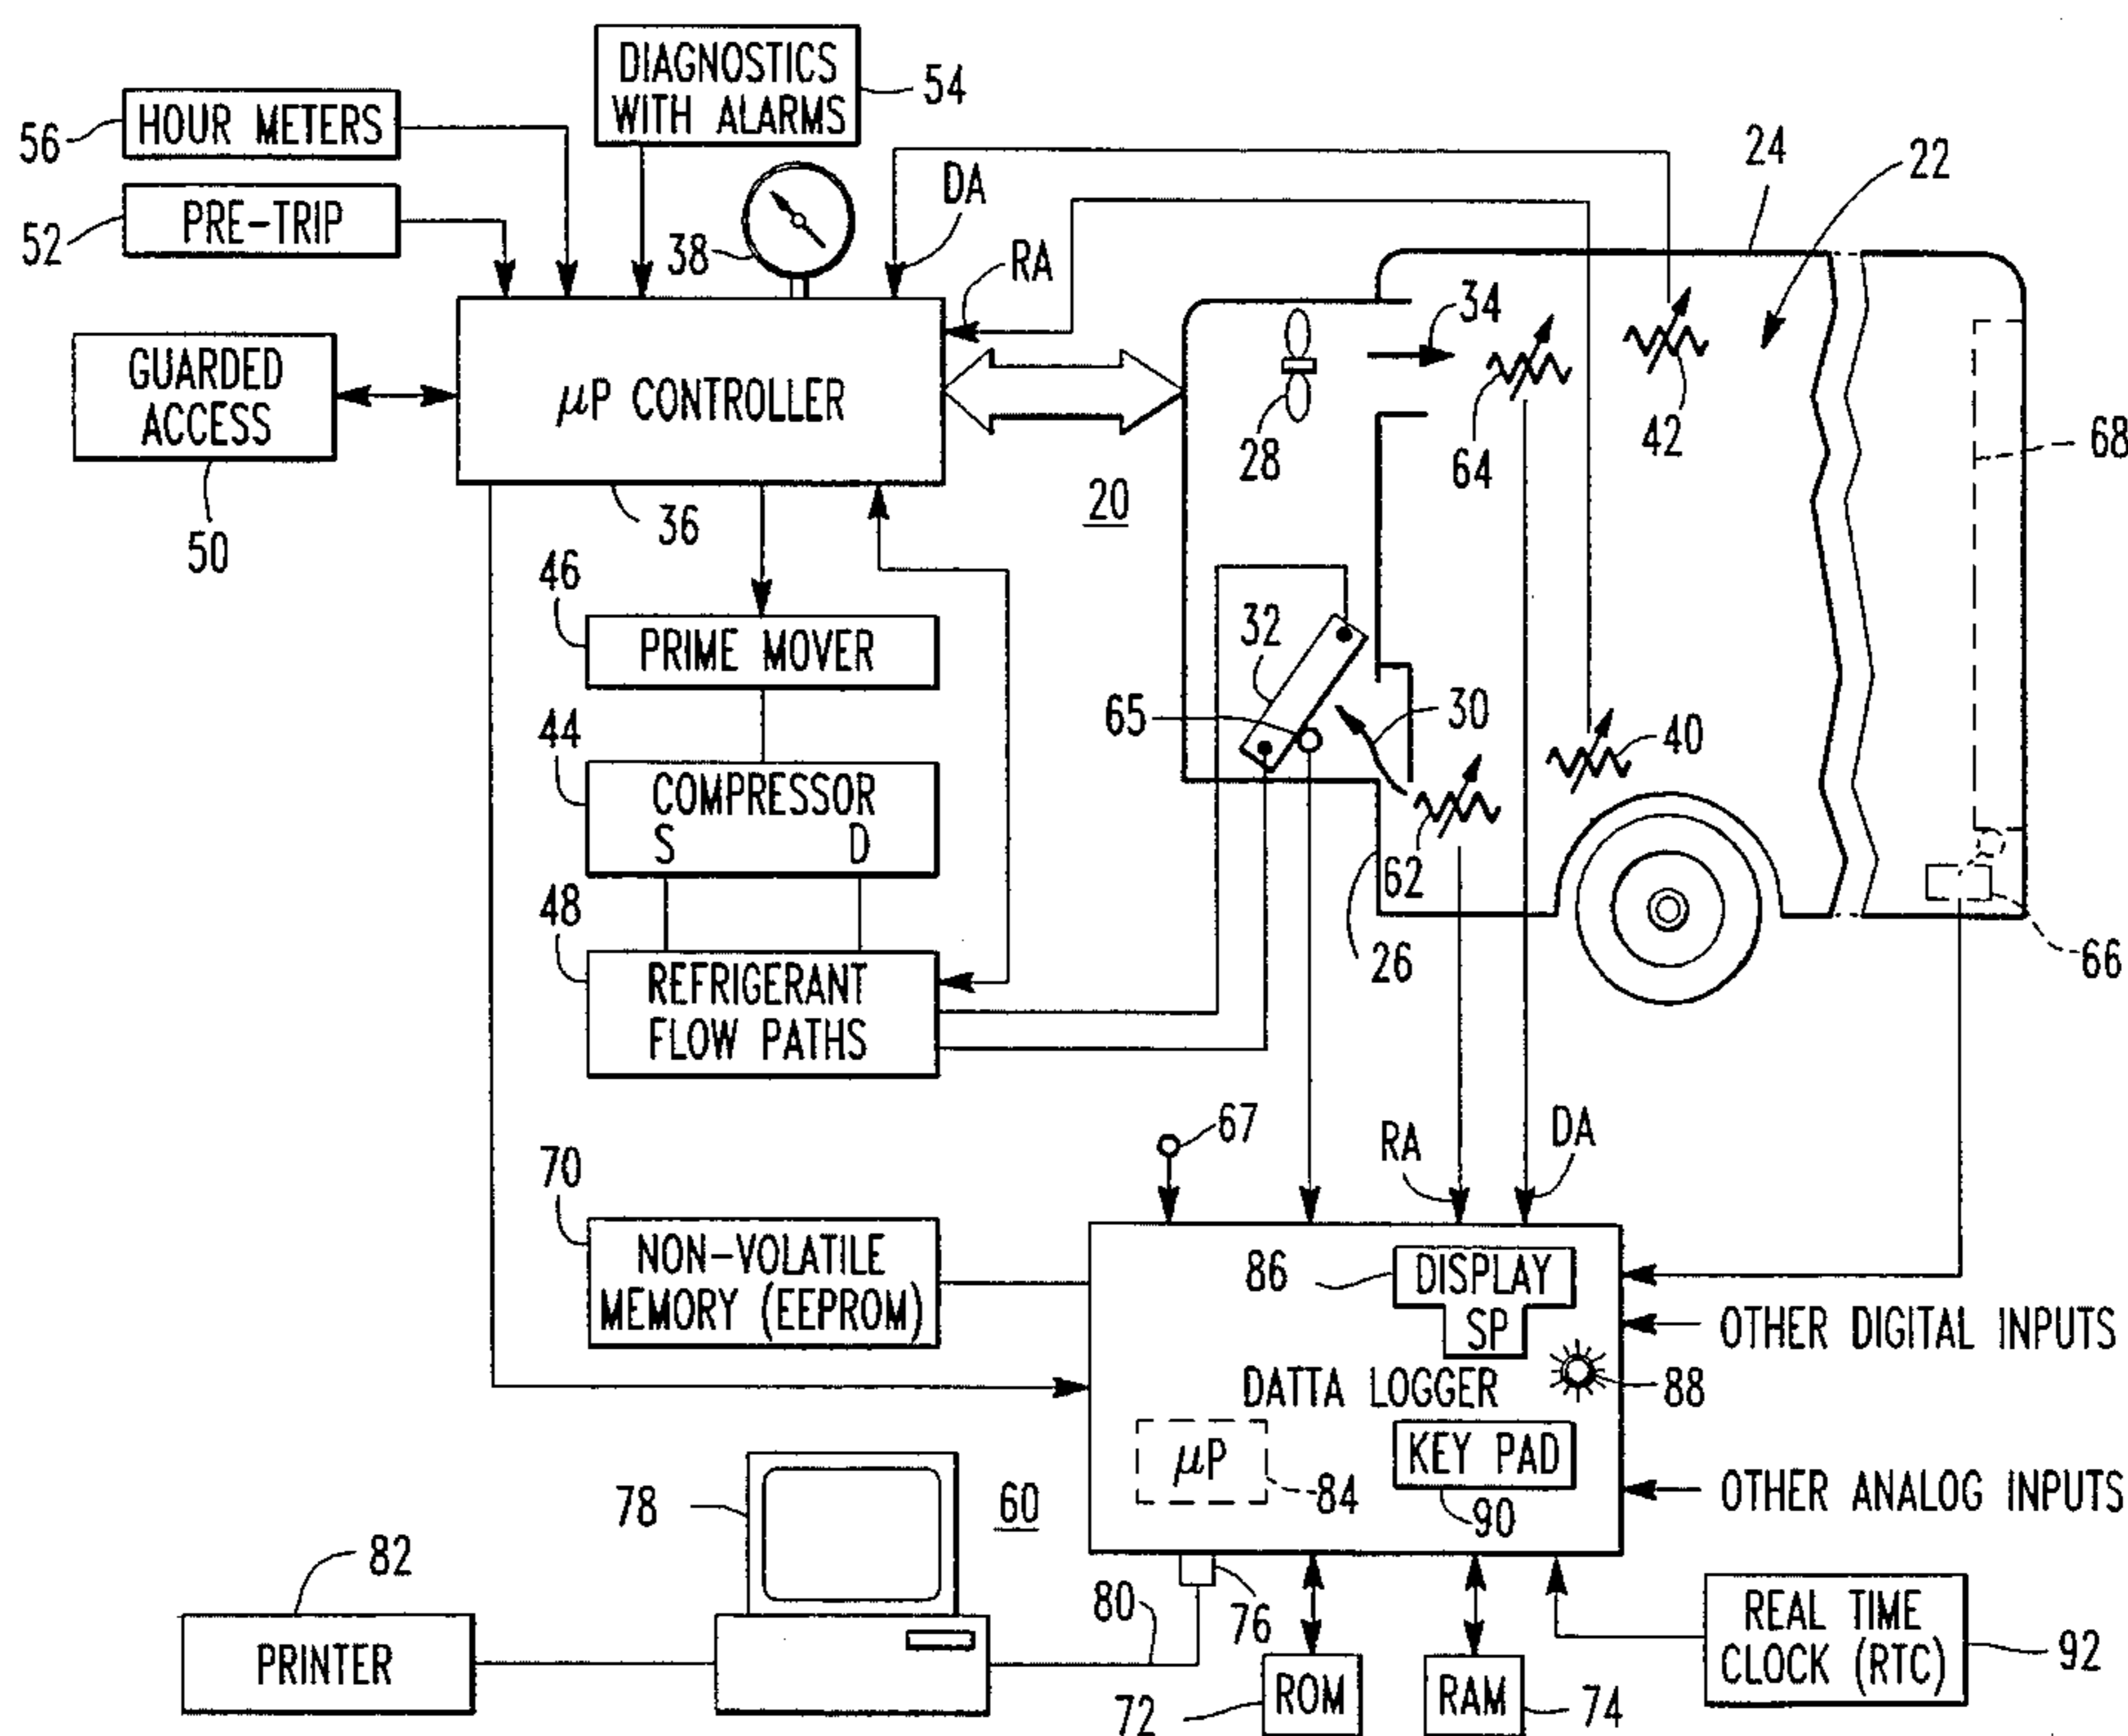 DIAGNOSTICS
WITH ALARMS
54
HOUR METERS
56
PRE-TRIP
52
38
DA
RA
24
22
GUARDED
ACCESS
50
μP CONTROLLER
36
20
28
34
64
42
68
46
PRIME MOVER
32
65
30
40
44
COMPRESSOR
S D
62
26
66
48
REFRIGERANT
FLOW PATHS
67
RA
DA
70
NON-VOLATILE
MEMORY (EEPROM)
86
DISPLAY
SP
OTHER DIGITAL INPUTS
DATTA LOGGER
88
μP
84
KEY PAD
90
OTHER ANALOG INPUTS
78
60
82
PRINTER
80
76
72
ROM
RAM
74
REAL TIME
CLOCK (RTC)
92